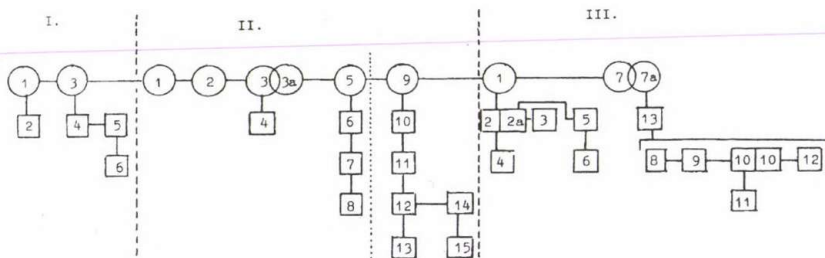 I. II. III.
1 3 1 2 3 3a 5 9 1 7 7a
2 4 5 4 6 10 2 2a 3 5 13
6 7 11 4 6 8 9 10 10 12
8 12 14 11
13 15